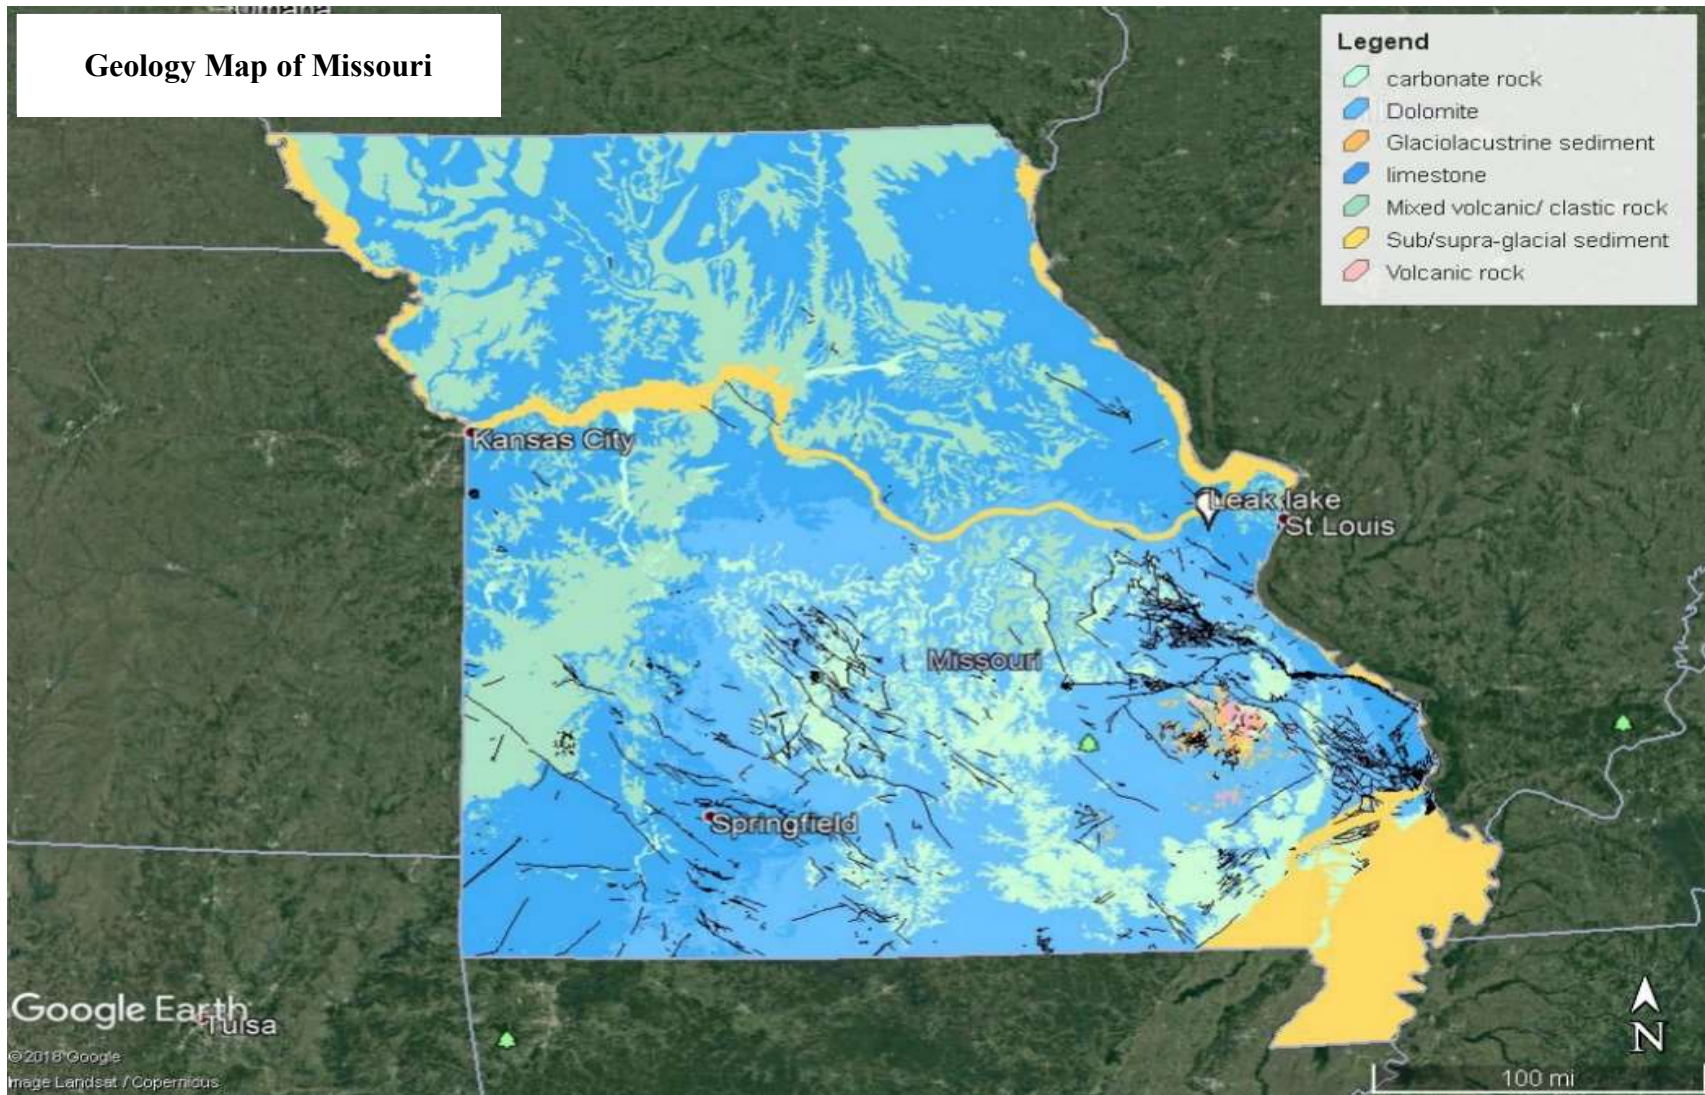 Omaha
Geology Map of Missouri
Legend
carbonate rock
Dolomite
Glaciolacustrine sediment
limestone
Mixed volcanic/ clastic rock
Sub/supra-glacial sediment
Volcanic rock
Kansas City
Leak lake
St Louis
Missouri
Springfield
Google Earth
Tulsa
©2018 Google
Image Landsat / Copernicus
N
100 mi